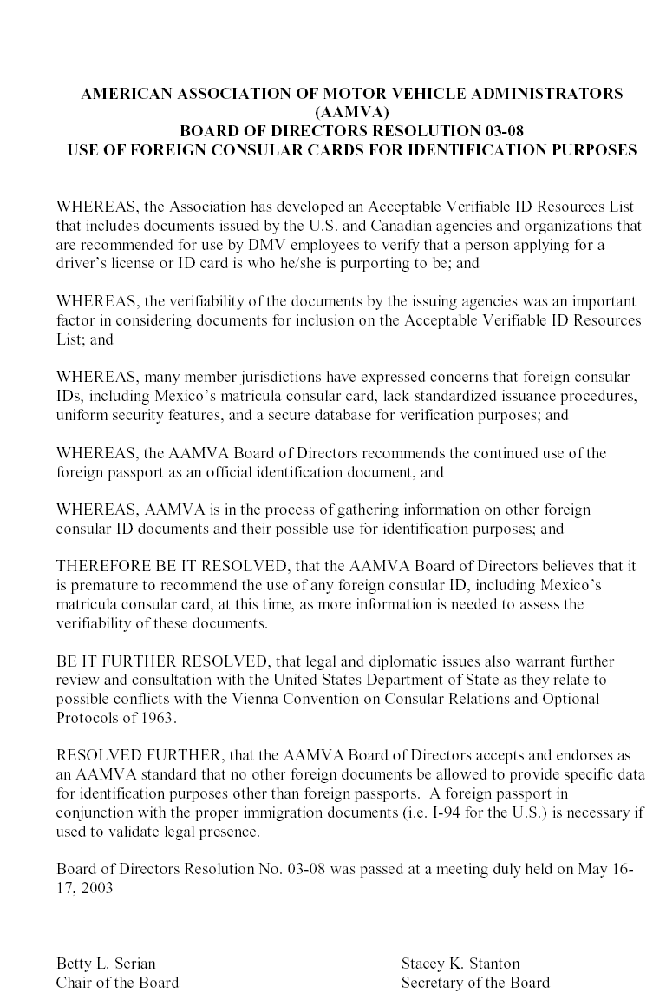 AMERICAN ASSOCIATION OF MOTOR VEHICLE ADMINISTRATORS
(AAMVA)
BOARD OF DIRECTORS RESOLUTION 03-08
USE OF FOREIGN CONSULAR CARDS FOR IDENTIFICATION PURPOSES
WHEREAS, the Association has developed an Acceptable Verifiable ID Resources List
that includes documents issued by the U.S. and Canadian agencies and organizations that
are recommended for use by DMV employees to verify that a person applying for a
driver’s license or ID card is who he/she is purporting to be; and
WHEREAS, the verifiability of the documents by the issuing agencies was an important
factor in considering documents for inclusion on the Acceptable Verifiable ID Resources
List; and
WHEREAS, many member jurisdictions have expressed concerns that foreign consular
IDs, including Mexico’s matricula consular card, lack standardized issuance procedures,
uniform security features, and a secure database for verification purposes; and
WHEREAS, the AAMVA Board of Directors recommends the continued use of the
foreign passport as an official identification document, and
WHEREAS, AAMVA is in the process of gathering information on other foreign
consular ID documents and their possible use for identification purposes; and
THEREFORE BE IT RESOLVED, that the AAMVA Board of Directors believes that it
is premature to recommend the use of any foreign consular ID, including Mexico’s
matricula consular card, at this time, as more information is needed to assess the
verifiability of these documents.
BE IT FURTHER RESOLVED, that legal and diplomatic issues also warrant further
review and consultation with the United States Department of State as they relate to
possible conflicts with the Vienna Convention on Consular Relations and Optional
Protocols of 1963.
RESOLVED FURTHER, that the AAMVA Board of Directors accepts and endorses as
an AAMVA standard that no other foreign documents be allowed to provide specific data
for identification purposes other than foreign passports.  A foreign passport in
conjunction with the proper immigration documents (i.e. I-94 for the U.S.) is necessary if
used to validate legal presence.
Board of Directors Resolution No. 03-08 was passed at a meeting duly held on May 16-
17, 2003
Betty L. Serian Stacey K. Stanton
Chair of the Board Secretary of the Board